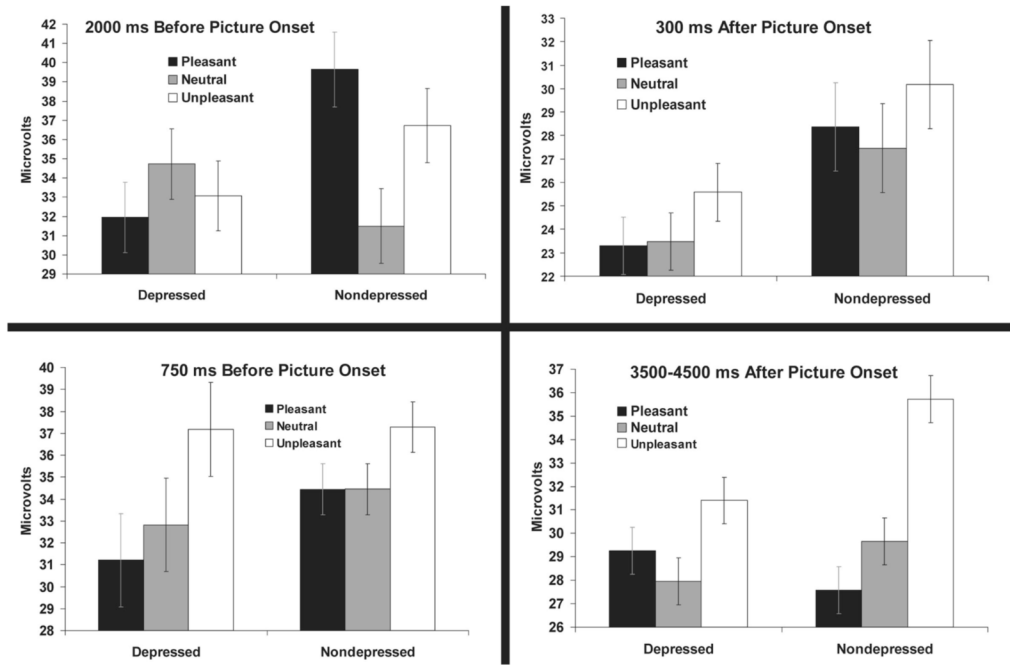 2000 ms Before Picture Onset
Pleasant
Neutral
Unpleasant
Microvolts
42
41
40
39
38
37
36
35
34
33
32
31
30
29
Depressed Nondepressed
300 ms After Picture Onset
Pleasant
Neutral
Unpleasant
Microvolts
33
32
31
30
29
28
27
26
25
24
23
22
Depressed Nondepressed
750 ms Before Picture Onset
Pleasant
Neutral
Unpleasant
Microvolts
40
39
38
37
36
35
34
33
32
31
30
29
28
Depressed Nondepressed
3500-4500 ms After Picture Onset
Pleasant
Neutral
Unpleasant
Microvolts
37
36
35
34
33
32
31
30
29
28
27
26
Depressed Nondepressed